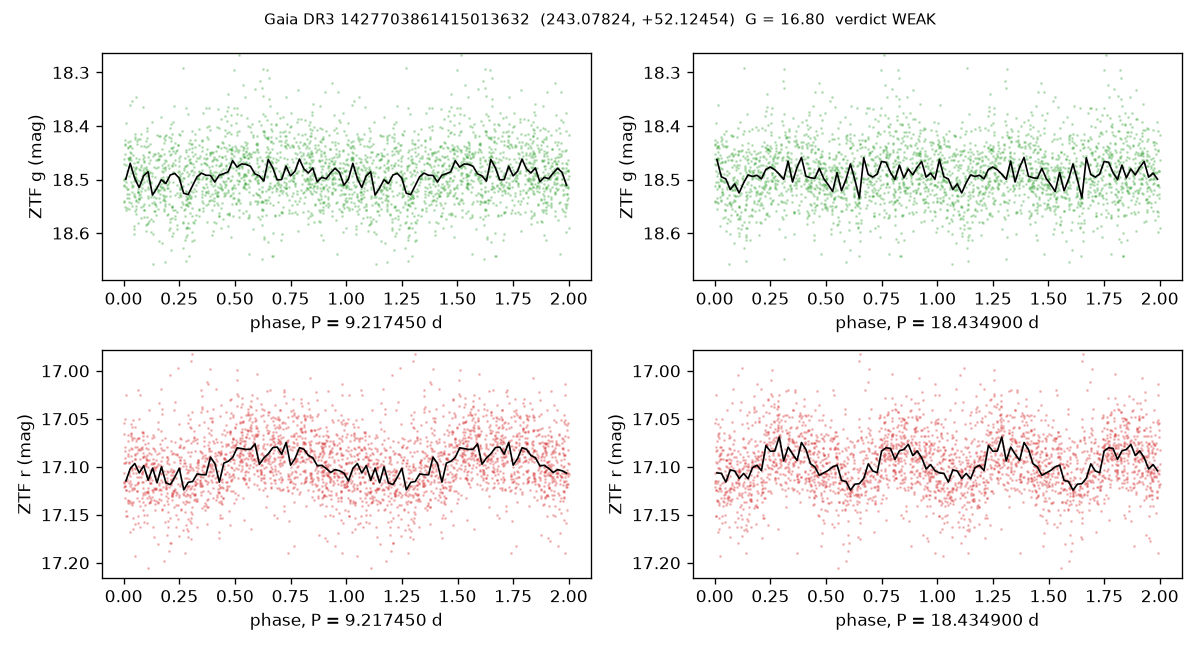 Gaia DR3 1427703861415013632 (243.07824, +52.12454) G = 16.80 verdict WEAK
ZTF g (mag)
18.3
18.4
18.5
18.6
0.00 0.25 0.50 0.75 1.00 1.25 1.50 1.75 2.00
phase, P = 9.217450 d
ZTF g (mag)
18.3
18.4
18.5
18.6
0.00 0.25 0.50 0.75 1.00 1.25 1.50 1.75 2.00
phase, P = 18.434900 d
ZTF r (mag)
17.00
17.05
17.10
17.15
17.20
0.00 0.25 0.50 0.75 1.00 1.25 1.50 1.75 2.00
phase, P = 9.217450 d
ZTF r (mag)
17.00
17.05
17.10
17.15
17.20
0.00 0.25 0.50 0.75 1.00 1.25 1.50 1.75 2.00
phase, P = 18.434900 d